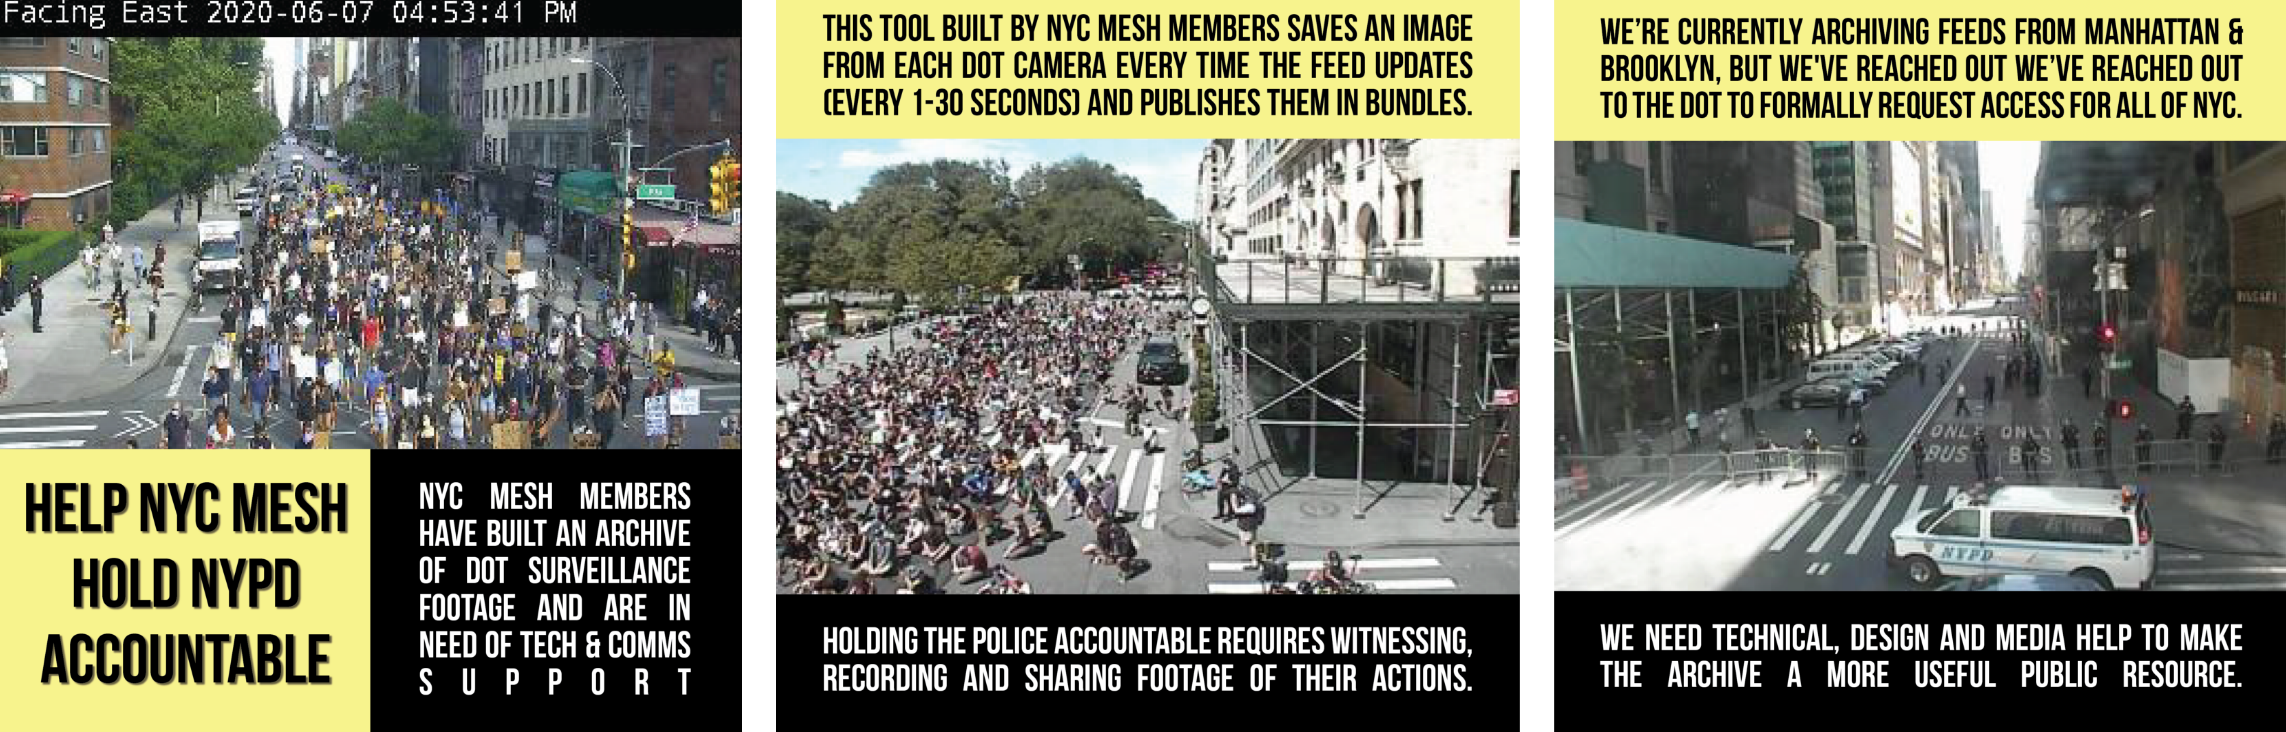 Facing East 2020-06-07 04:53:41 PM
HELP NYC MESH
HOLD NYPD
ACCOUNTABLE
NYC MESH MEMBERS
HAVE BUILT AN ARCHIVE
OF DOT SURVEILLANCE
FOOTAGE AND ARE IN
NEED OF TECH & COMMS
SUPPORT
THIS TOOL BUILT BY NYC MESH MEMBERS SAVES AN IMAGE
FROM EACH DOT CAMERA EVERY TIME THE FEED UPDATES
(EVERY 1-30 SECONDS) AND PUBLISHES THEM IN BUNDLES.
HOLDING THE POLICE ACCOUNTABLE REQUIRES WITNESSING,
RECORDING AND SHARING FOOTAGE OF THEIR ACTIONS.
WE'RE CURRENTLY ARCHIVING FEEDS FROM MANHATTAN &
BROOKLYN, BUT WE'VE REACHED OUT WE'VE REACHED OUT
TO THE DOT TO FORMALLY REQUEST ACCESS FOR ALL OF NYC.
BVLGARI
ONLY ONLY
BUS BUS
NYPD
WE NEED TECHNICAL, DESIGN AND MEDIA HELP TO MAKE
THE ARCHIVE A MORE USEFUL PUBLIC RESOURCE.